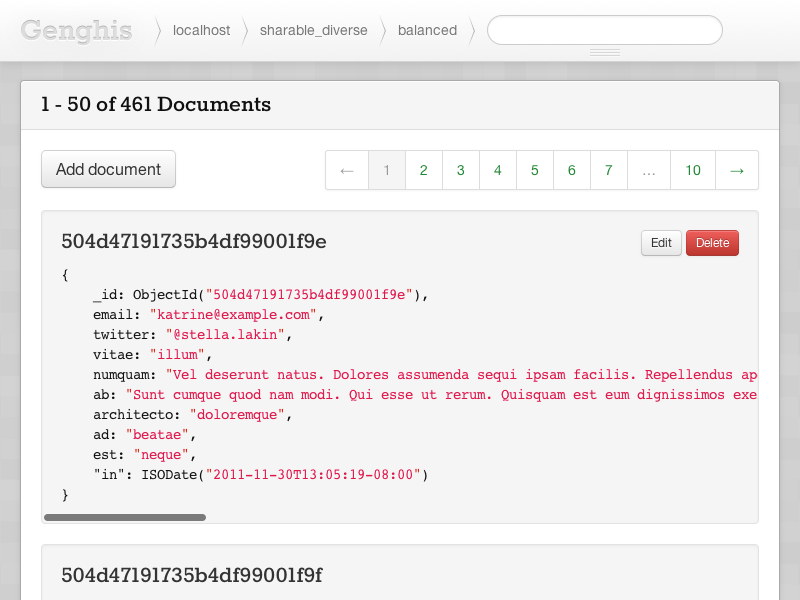 Genghis localhost sharable_diverse balanced
1 - 50 of 461 Documents
Add document ← 1 2 3 4 5 6 7 ... 10 →
504d47191735b4df99001f9e Edit Delete
{
_id: ObjectId("504d47191735b4df99001f9e"),
email: "katrine@example.com",
twitter: "@stella.lakin",
vitae: "illum",
numquam: "Vel deserunt natus. Dolores assumenda sequi ipsam facilis. Repellendus ap
ab: "Sunt cumque quod nam modi. Qui esse ut rerum. Quisquam est eum dignissimos exe
architecto: "doloremque",
ad: "beatae",
est: "neque",
"in": ISODate("2011-11-30T13:05:19-08:00")
}
504d47191735b4df99001f9f